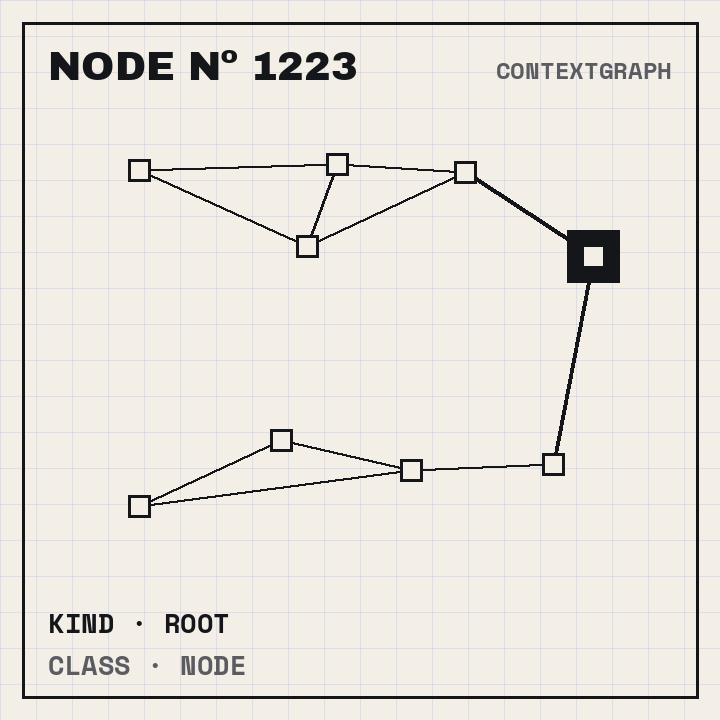 NODE Nº 1223
CONTEXTGRAPH
KIND · ROOT
CLASS · NODE